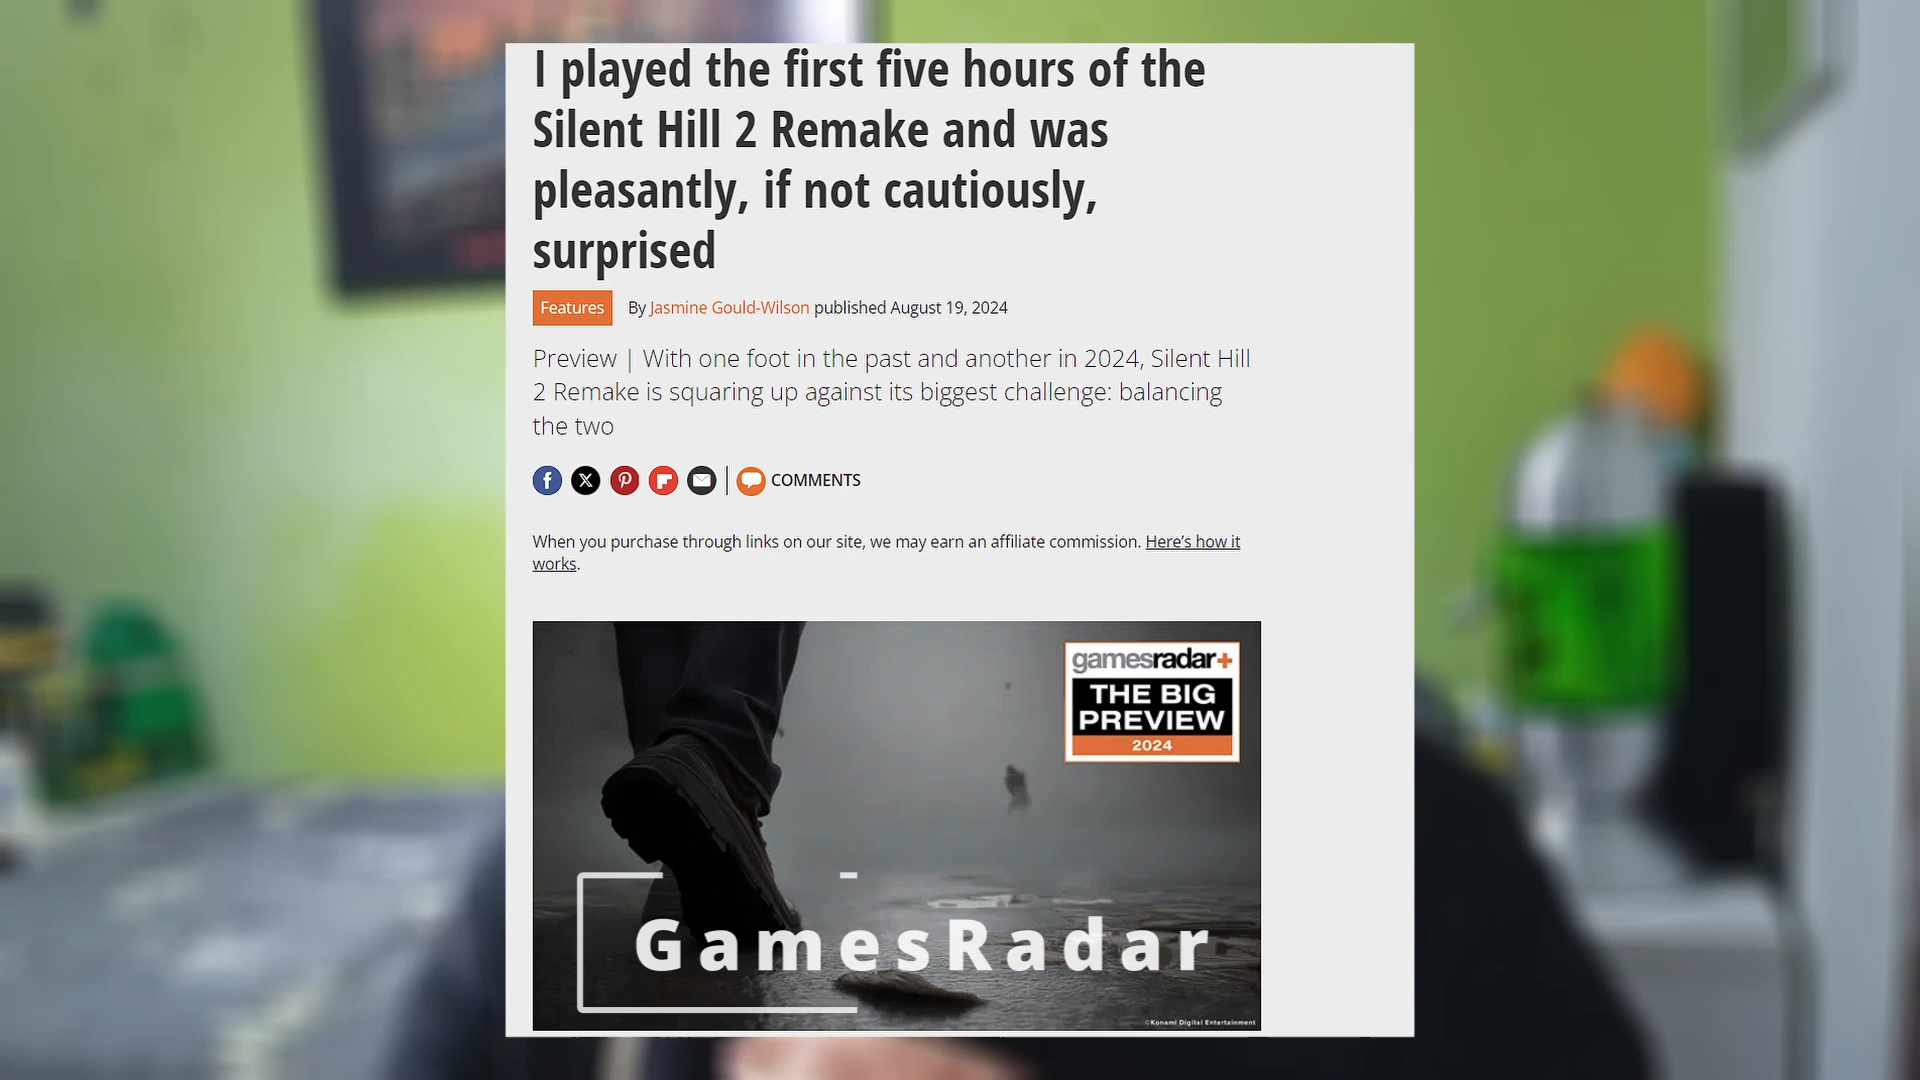 I played the first five hours of the
Silent Hill 2 Remake and was
pleasantly, if not cautiously,
surprised
Features By Jasmine Gould-Wilson published August 19, 2024
Preview | With one foot in the past and another in 2024, Silent Hill
2 Remake is squaring up against its biggest challenge: balancing
the two
COMMENTS
When you purchase through links on our site, we may earn an affiliate commission. Here’s how it
works.
gamesradar+
THE BIG
PREVIEW
2024
GamesRadar
©Konami Digital Entertainment